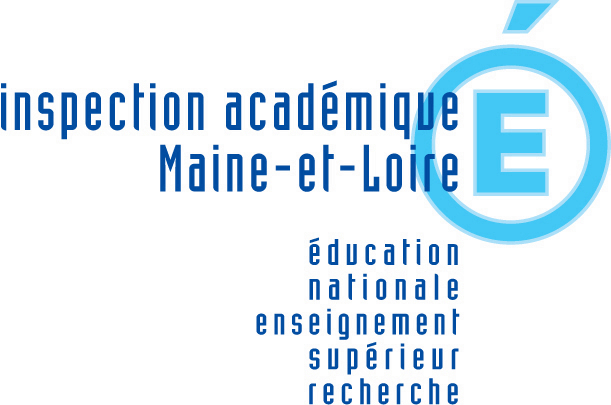 inspection académique
Maine-et-Loire
É
éducation
nationale
enseignement
supérieur
recherche